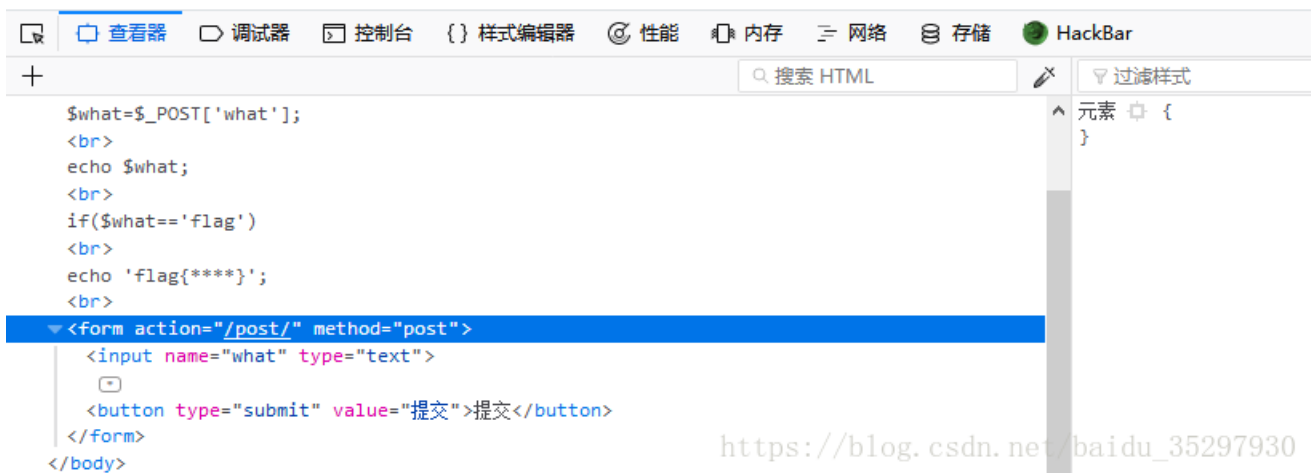 查看器 调试器 控制台 {} 样式编辑器 性能 内存 网络 存储 HackBar
+ 搜索 HTML 过滤样式
$what=$_POST['what'];
<br>
echo $what;
<br>
if($what=='flag')
<br>
echo 'flag{****}';
<br>
<form action="/post/" method="post">
<input name="what" type="text">
<button type="submit" value="提交">提交</button>
</form>
</body>
元素 {
}
https://blog.csdn.net/baidu_35297930